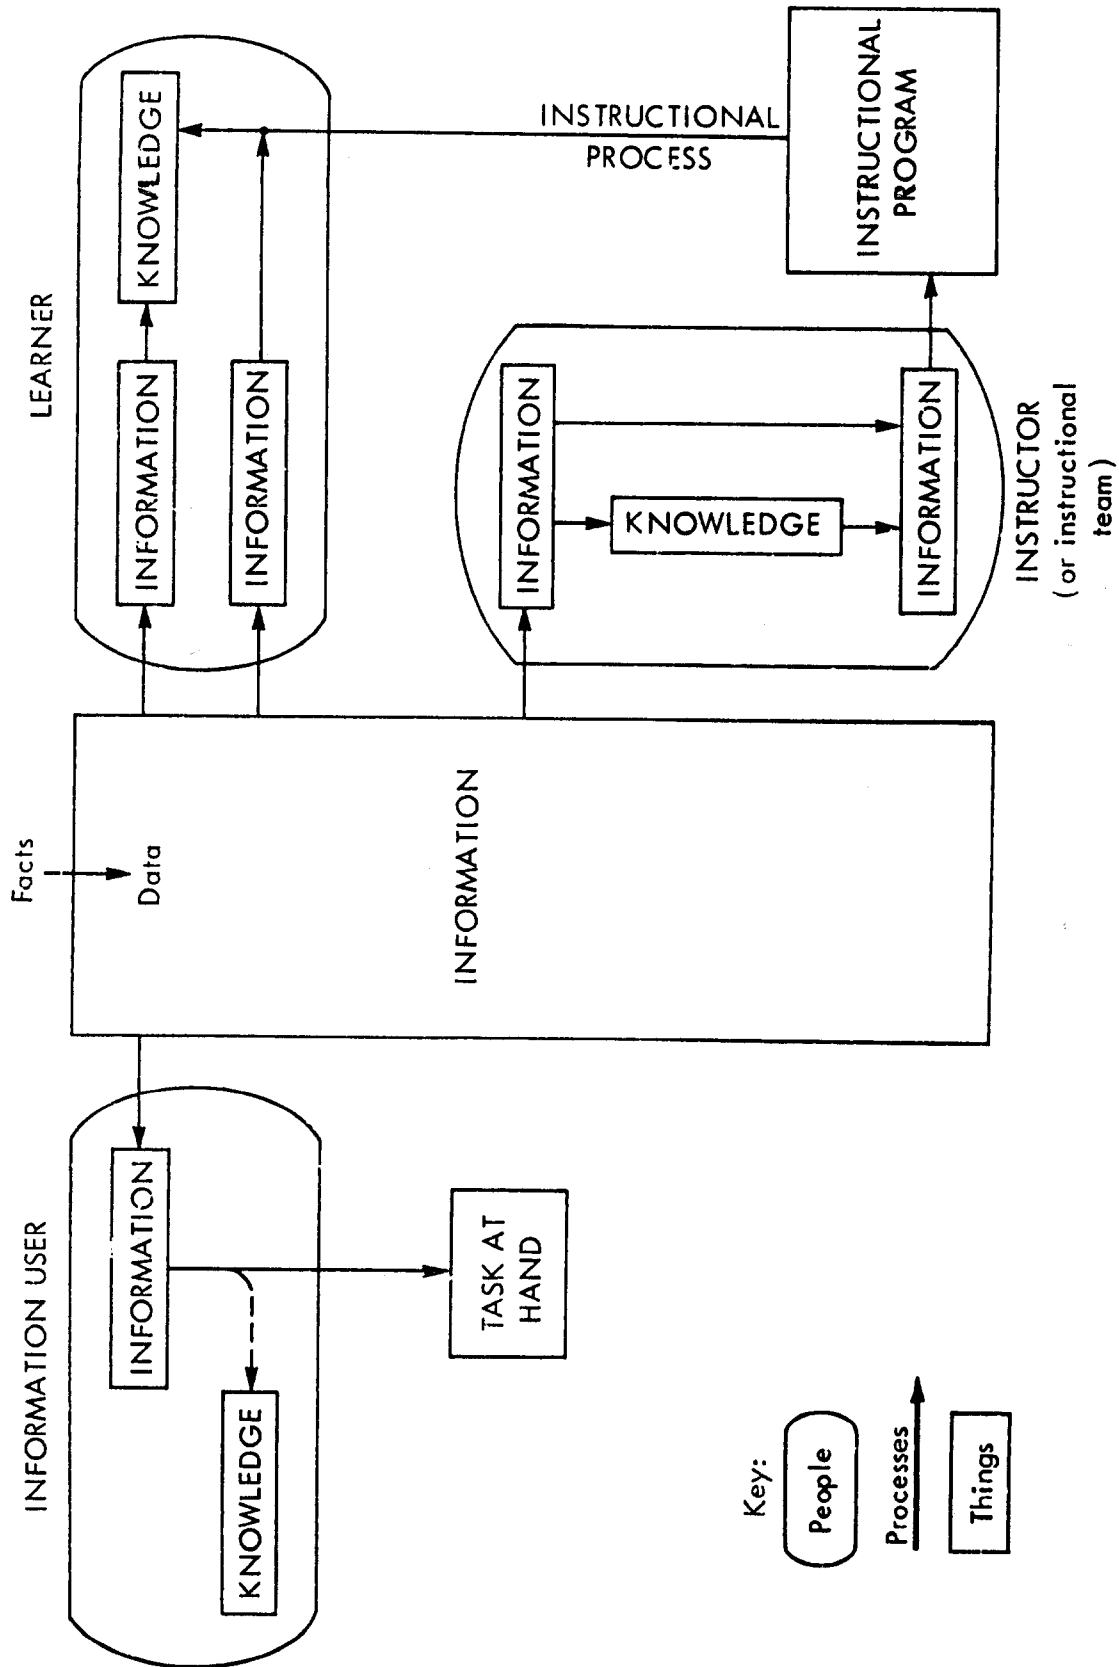 Facts
Data
INFORMATION
INFORMATION USER
INFORMATION
KNOWLEDGE
TASK AT
HAND
LEARNER
INFORMATION
KNOWLEDGE
INFORMATION
INFORMATION
KNOWLEDGE
INFORMATION
INSTRUCTOR
(or instructional
team)
INSTRUCTIONAL
PROCESS
INSTRUCTIONAL
PROGRAM
Key:
People
Processes
Things